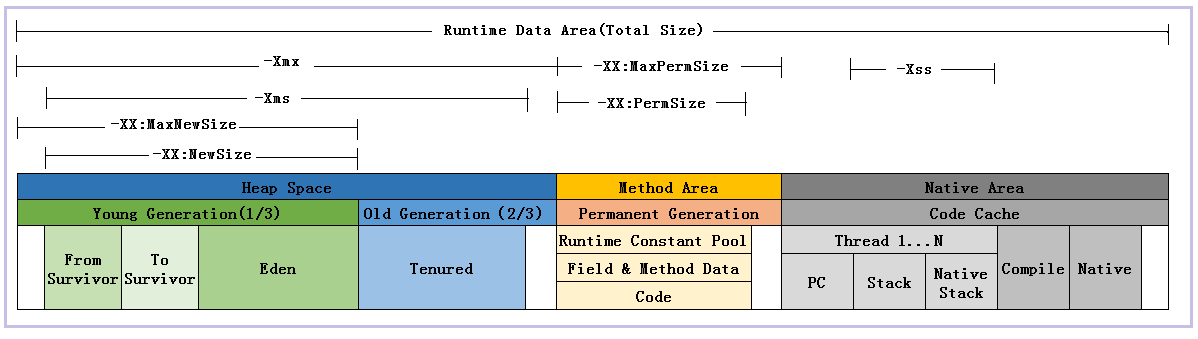 Runtime Data Area(Total Size)
-Xmx
-XX:MaxPermSize
-Xss
-Xms
-XX:PermSize
-XX:MaxNewSize
-XX:NewSize
Heap Space
Method Area
Native Area
Young Generation(1/3)
Old Generation (2/3)
Permanent Generation
Code Cache
From
Survivor
To
Survivor
Eden
Tenured
Runtime Constant Pool
Field & Method Data
Code
Thread 1...N
PC
Stack
Native
Stack
Compile
Native